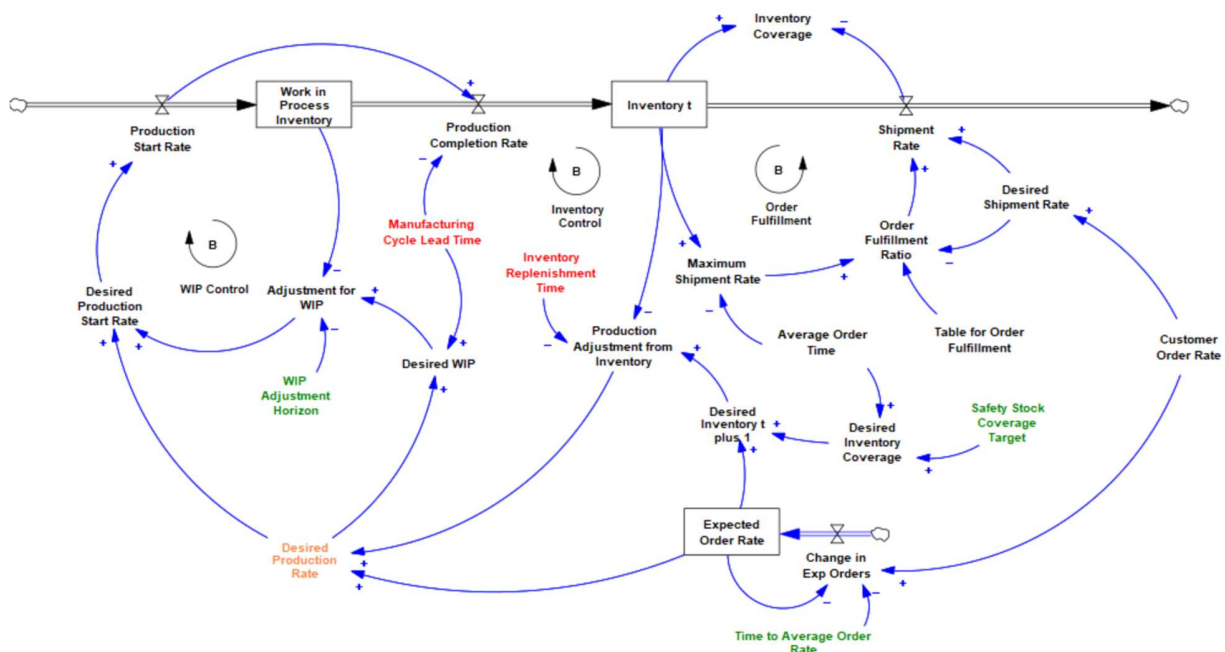 Inventory
Coverage
Work in
Process
Inventory
Inventory t
Production
Start Rate
Production
Completion Rate
Shipment
Rate
B
Inventory
Control
B
Order
Fulfillment
Desired
Shipment Rate
B
WIP Control
Manufacturing
Cycle Lead Time
Inventory
Replenishment
Time
Order
Fulfillment
Ratio
Maximum
Shipment Rate
Desired
Production
Start Rate
Adjustment for
WIP
Desired WIP
Production
Adjustment from
Inventory
Average Order
Time
Table for Order
Fulfillment
Customer
Order Rate
WIP
Adjustment
Horizon
Desired
Inventory t
plus 1
Desired
Inventory
Coverage
Safety Stock
Coverage
Target
Desired
Production
Rate
Expected
Order Rate
Change in
Exp Orders
Time to Average Order
Rate